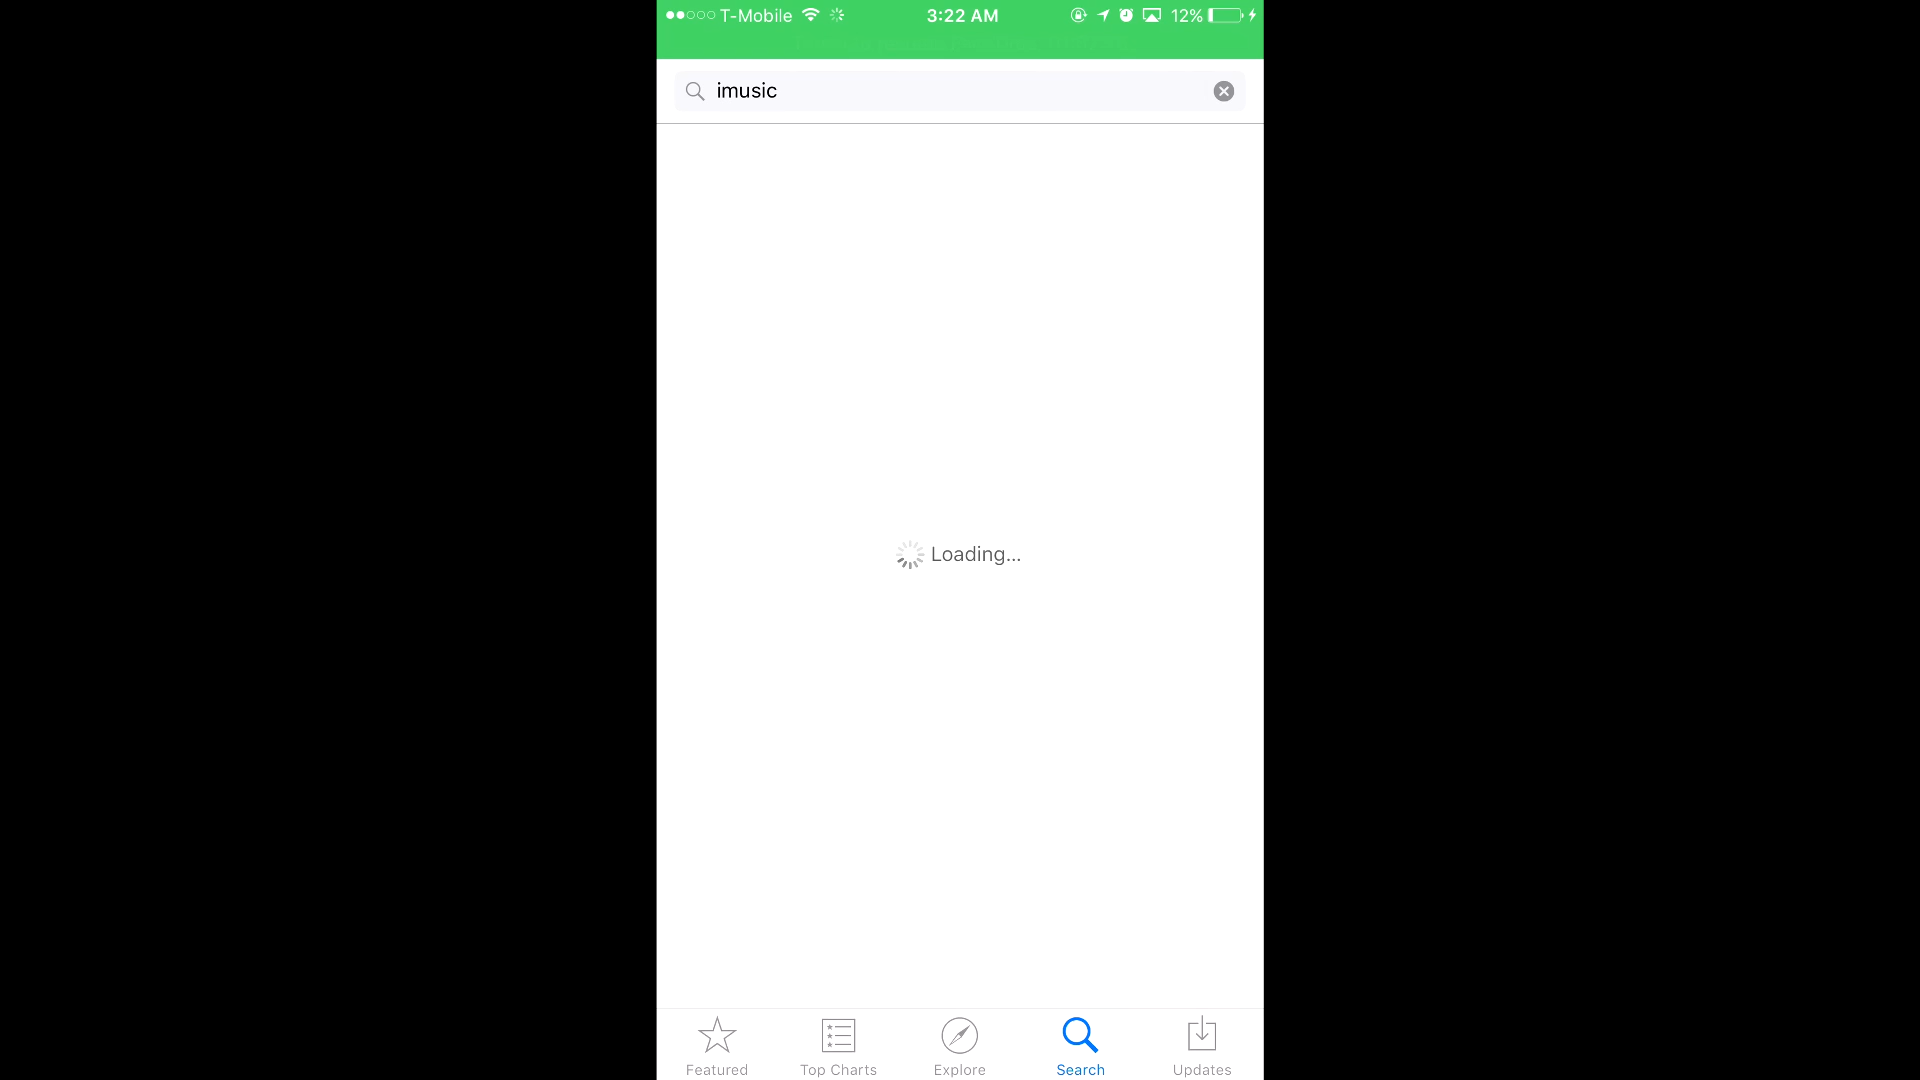 T-Mobile 3:22 AM 12%
imusic
Loading...
Featured Top Charts Explore Search Updates